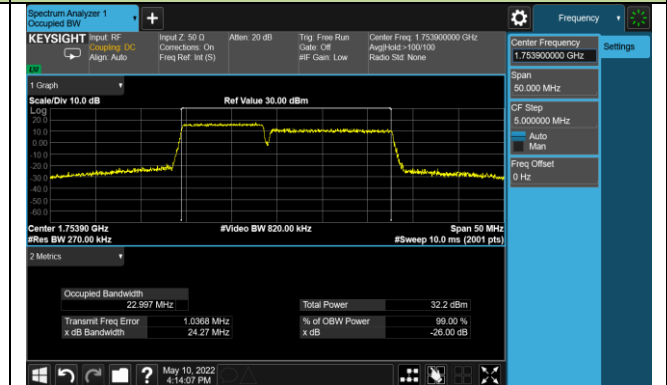 Spectrum Analyzer 1
Occupied BW
+
Frequency
KEYSIGHT
Input: RF
Coupling: DC
Align: Auto
Input Z: 50 Ω
Corrections: On
Freq Ref: Int (S)
Atten: 20 dB
Trig: Free Run
Gate: Off
#IF Gain: Low
Center Freq: 1.753900000 GHz
Avg|Hold:>100/100
Radio Std: None
Center Frequency
1.753900000 GHz
Settings
Span
50.000 MHz
CF Step
5.000000 MHz
Auto
Man
Freq Offset
0 Hz
1 Graph
Scale/Div 10.0 dB
Ref Value 30.00 dBm
Log
20.0
10.0
0.00
-10.0
-20.0
-30.0
-40.0
-50.0
-60.0
Center 1.75390 GHz
#Video BW 820.00 kHz
Span 50 MHz
#Res BW 270.00 kHz
#Sweep 10.0 ms (2001 pts)
2 Metrics
Occupied Bandwidth
22.997 MHz
Total Power
32.2 dBm
Transmit Freq Error
1.0368 MHz
% of OBW Power
99.00 %
x dB Bandwidth
24.27 MHz
x dB
-26.00 dB
?
May 10, 2022
4:14:07 PM